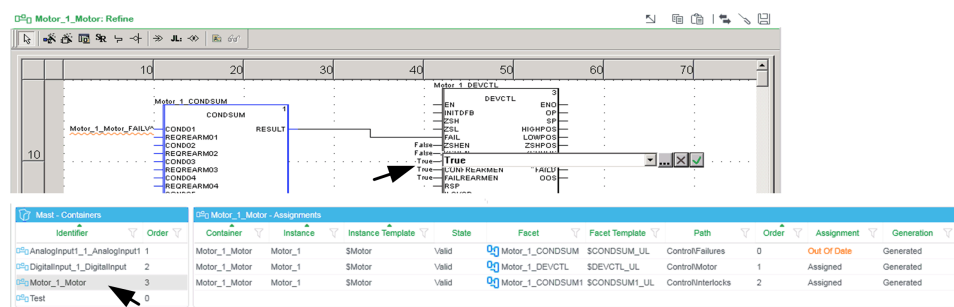 Motor_1_Motor: Refine
10 20 30 40 50 60 70
10
Motor_1_CONDSUM
1
CONDSUM
Motor_1_Motor_FAILV^
COND01 RESULT
REQREARM01
COND02
REQREARM02
COND03
REQREARM03
COND04
REQREARM04
Motor_1_DEVCTL
3
DEVCTL
EN ENO
INITDFB OP
ZSH SP
ZSL HIGHPOS
FAIL LOWPOS
False ZSHEN ZSHPOS
False
True True ...
True CONFREARMEN FAILD
True FAILREARMEN OOS
RSP
Mast - Containers
Identifier Order
AnalogInput1_1_AnalogInput1 1
DigitalInput_1_DigitalInput 2
Motor_1_Motor 3
Test 0
Motor_1_Motor - Assignments
Container Instance Instance Template State Facet Facet Template Path Order Assignment Generation
Motor_1_Motor Motor_1 $Motor Valid Motor_1_CONDSUM $CONDSUM_UL Control\Failures 0 Out Of Date Generated
Motor_1_Motor Motor_1 $Motor Valid Motor_1_DEVCTL $DEVCTL_UL Control\Motor 1 Assigned Generated
Motor_1_Motor Motor_1 $Motor Valid Motor_1_CONDSUM1 $CONDSUM1_UL Control\Interlocks 2 Assigned Generated